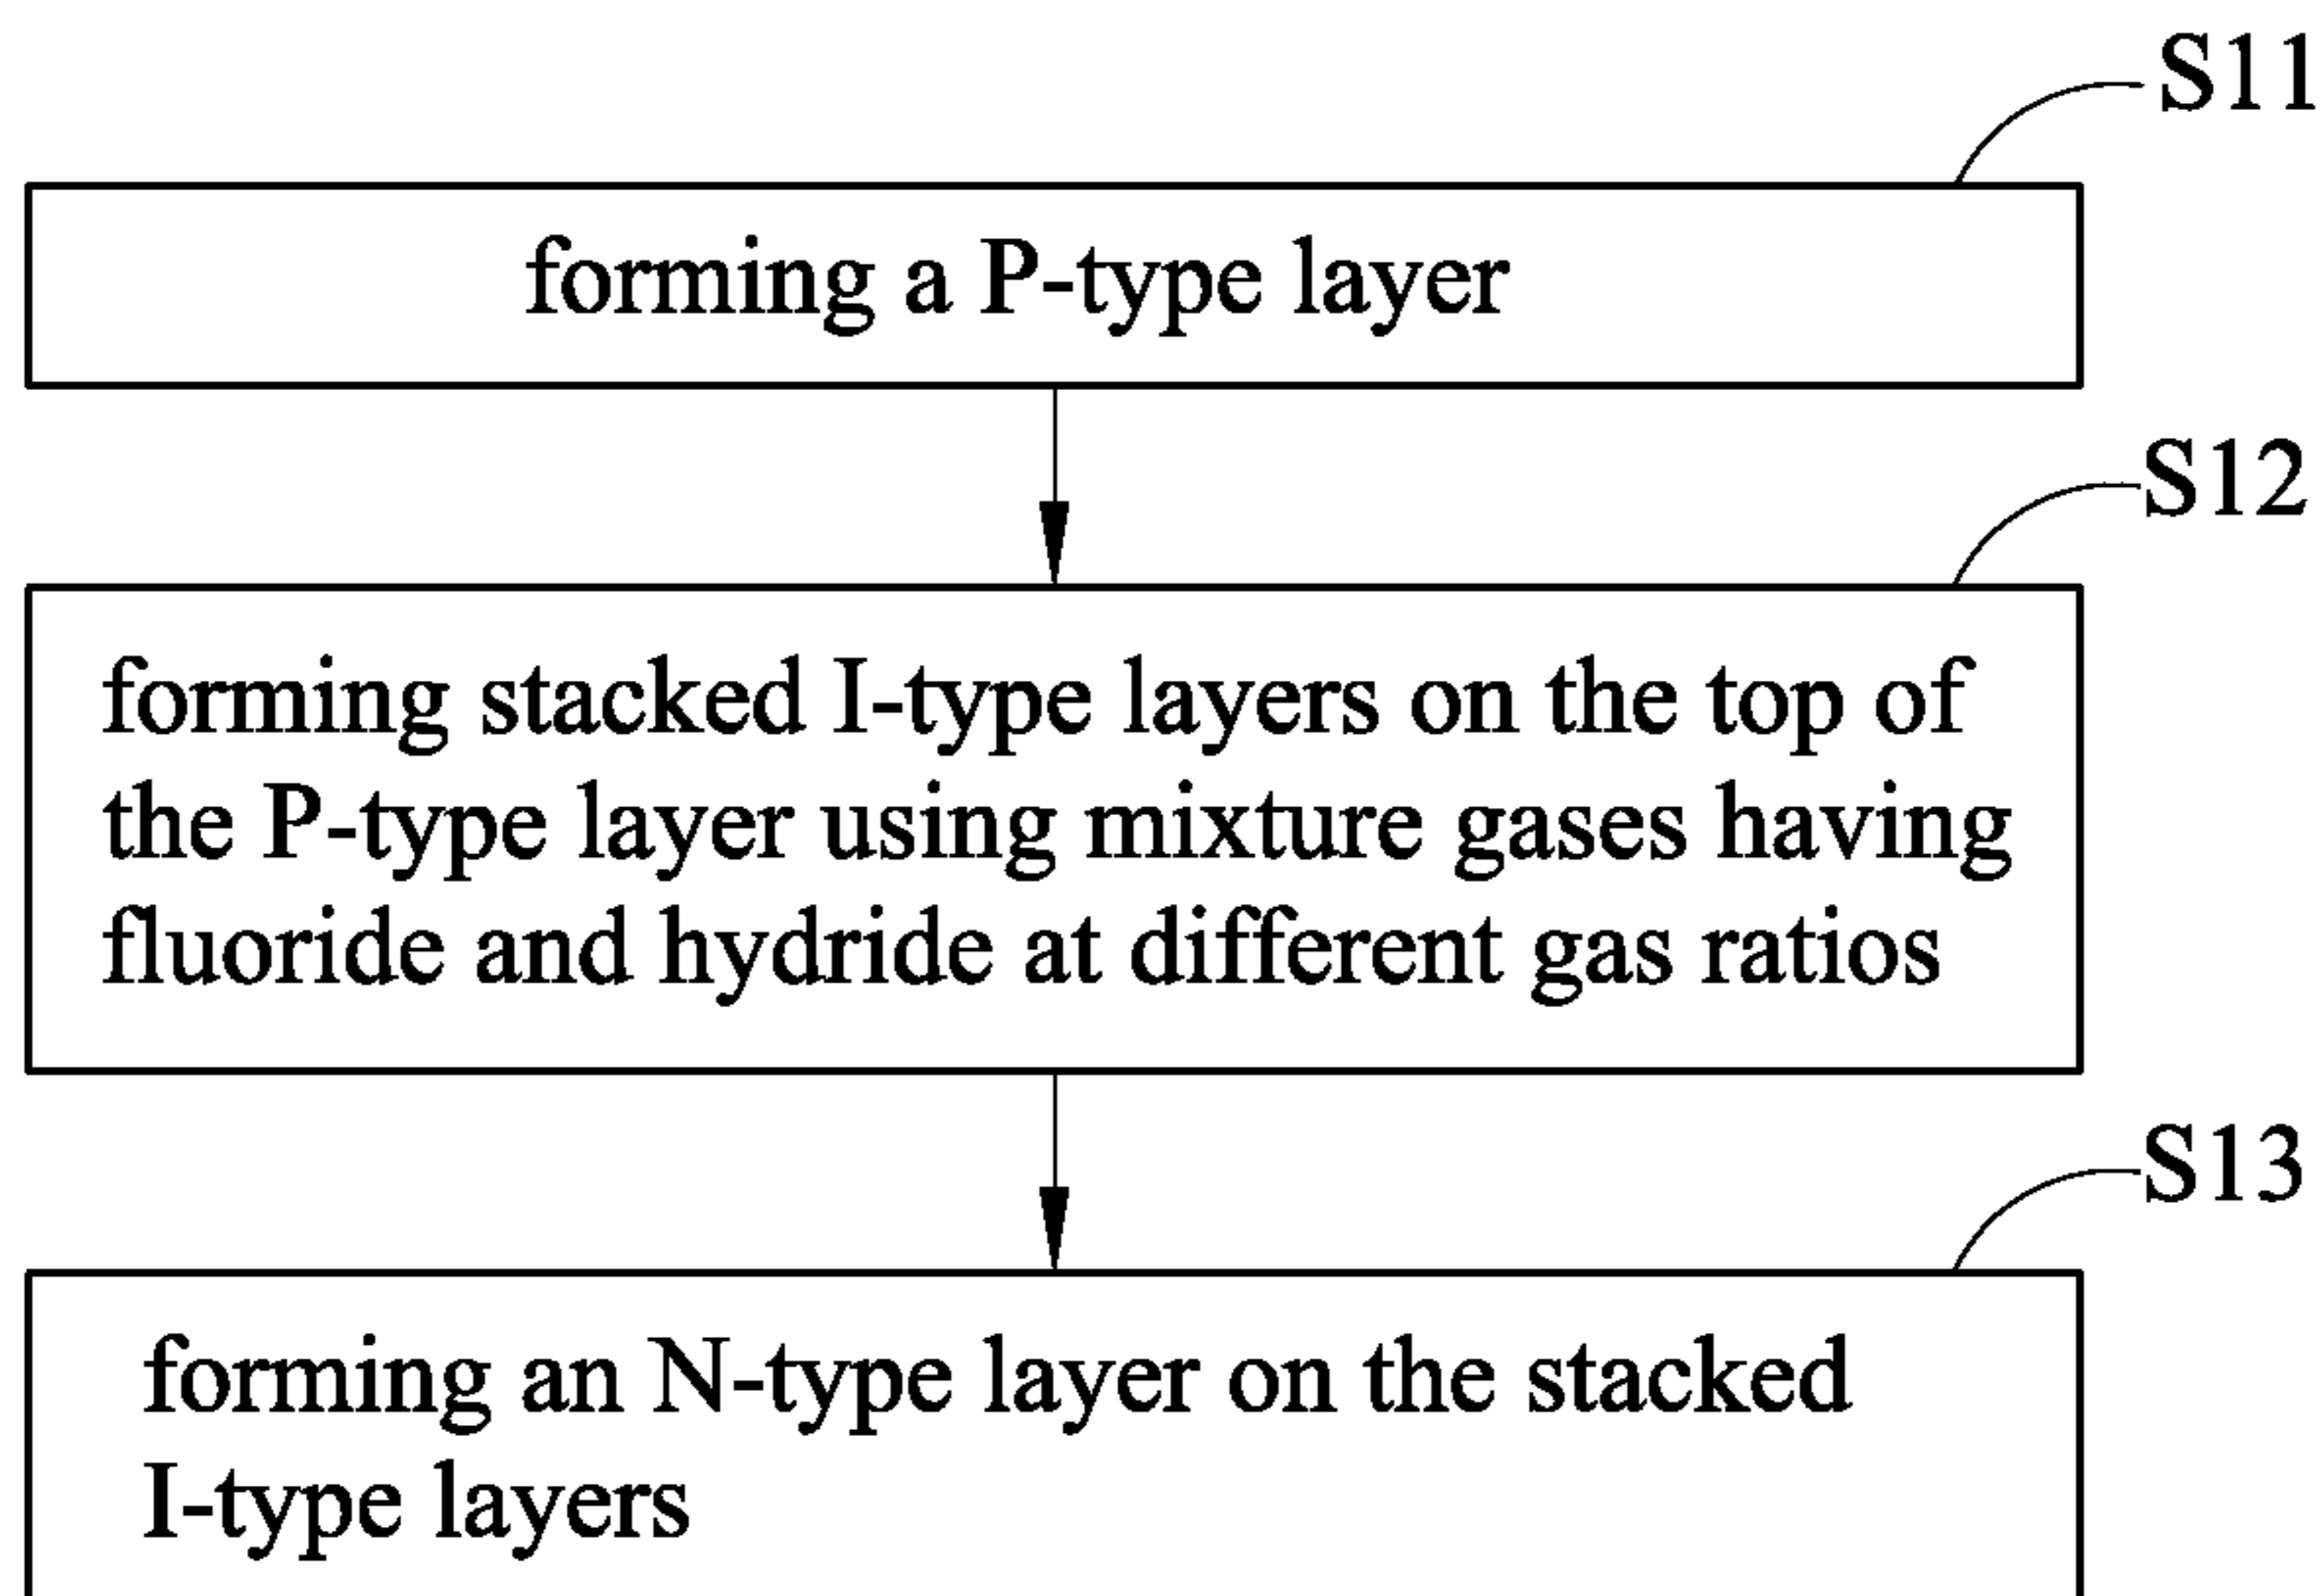 S11
forming a P-type layer
S12
forming stacked I-type layers on the top of
the P-type layer using mixture gases having
fluoride and hydride at different gas ratios
S13
forming an N-type layer on the stacked
I-type layers